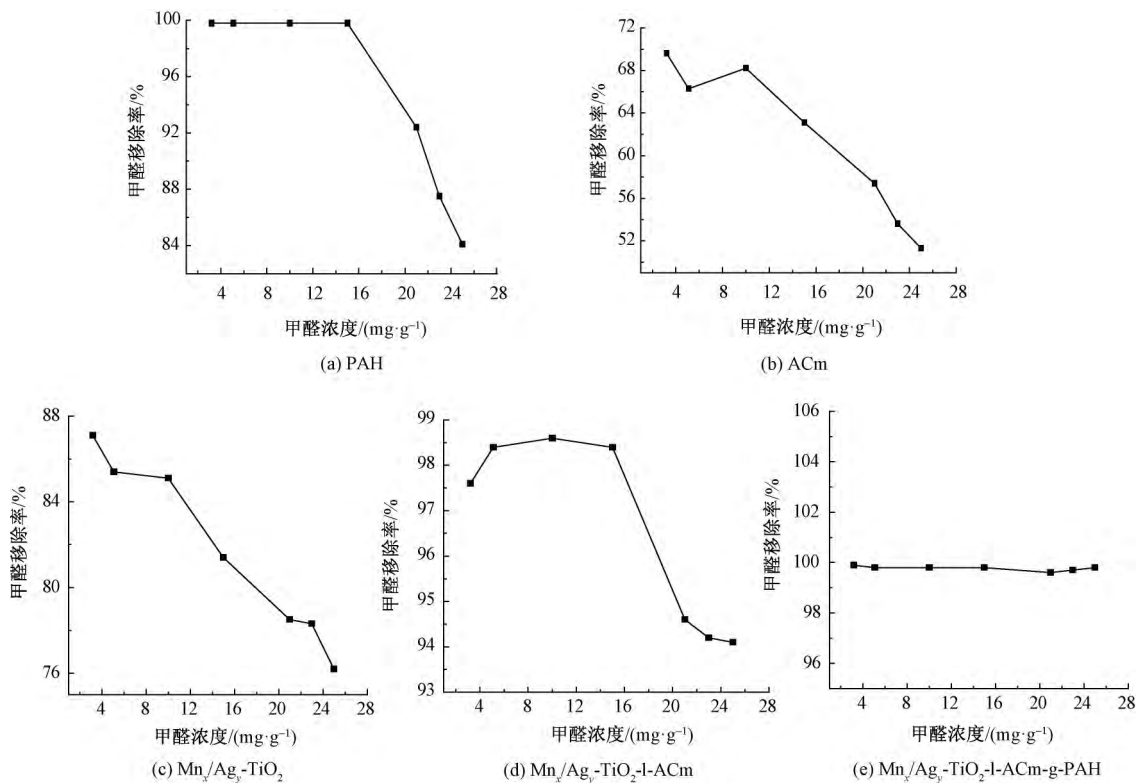 100
96
92
88
84
甲醛移除率/%
4 8 12 16 20 24 28
甲醛浓度/(mg·g⁻¹)
(a) PAH
72
68
64
60
56
52
甲醛移除率/%
4 8 12 16 20 24 28
甲醛浓度/(mg·g⁻¹)
(b) ACm
88
84
80
76
甲醛移除率/%
4 8 12 16 20 24 28
甲醛浓度/(mg·g⁻¹)
(c) Mnₓ/Ag_y-TiO₂
99
98
97
96
95
94
93
甲醛移除率/%
4 8 12 16 20 24 28
甲醛浓度/(mg·g⁻¹)
(d) Mnₓ/Ag_y-TiO₂-l-ACm
106
104
102
100
98
96
甲醛移除率/%
4 8 12 16 20 24 28
甲醛浓度/(mg·g⁻¹)
(e) Mnₓ/Ag_y-TiO₂-l-ACm-g-PAH